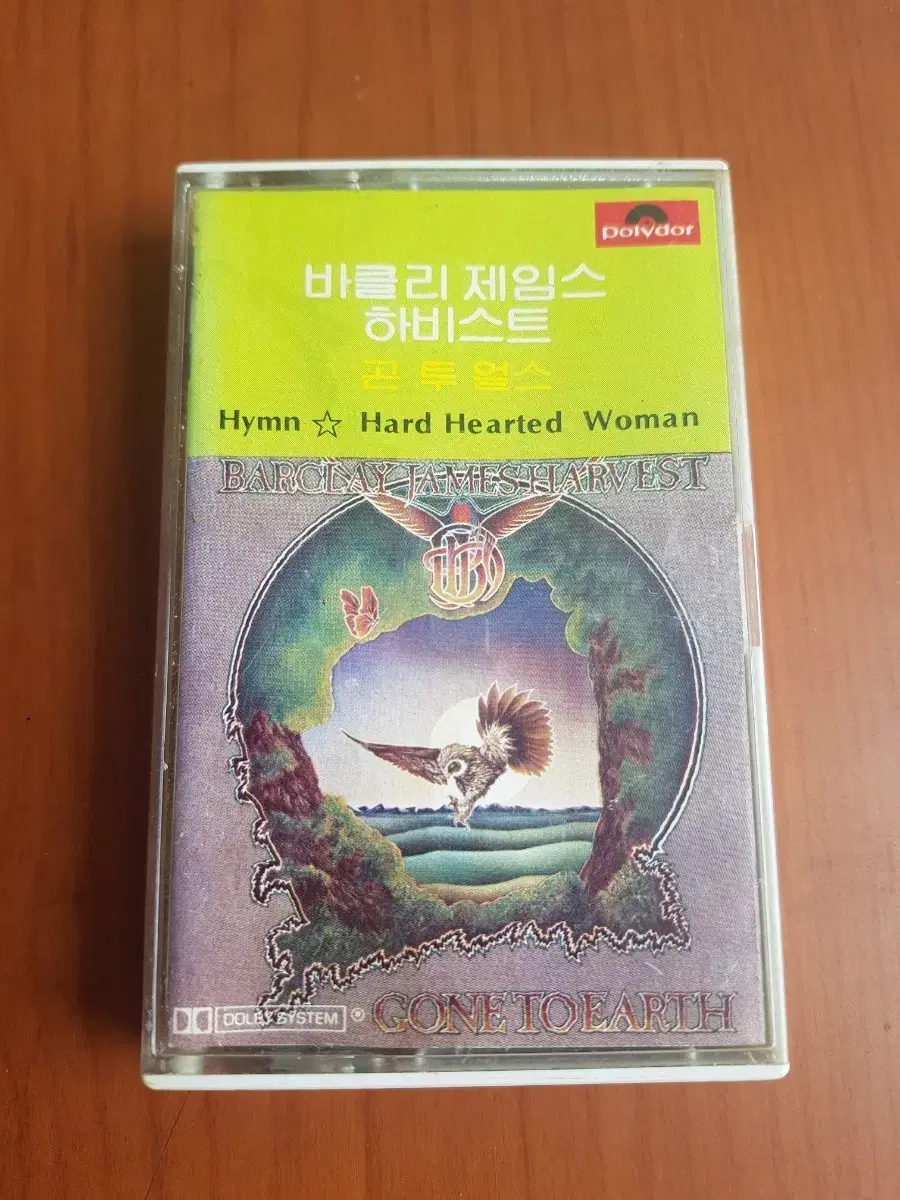 polydor
바클리 제임스
하비스트
곤 투 얼스
Hymn ☆ Hard Hearted Woman
BARCLAY JAMES HARVEST
DOLBY SYSTEM ®
GONE TO EARTH